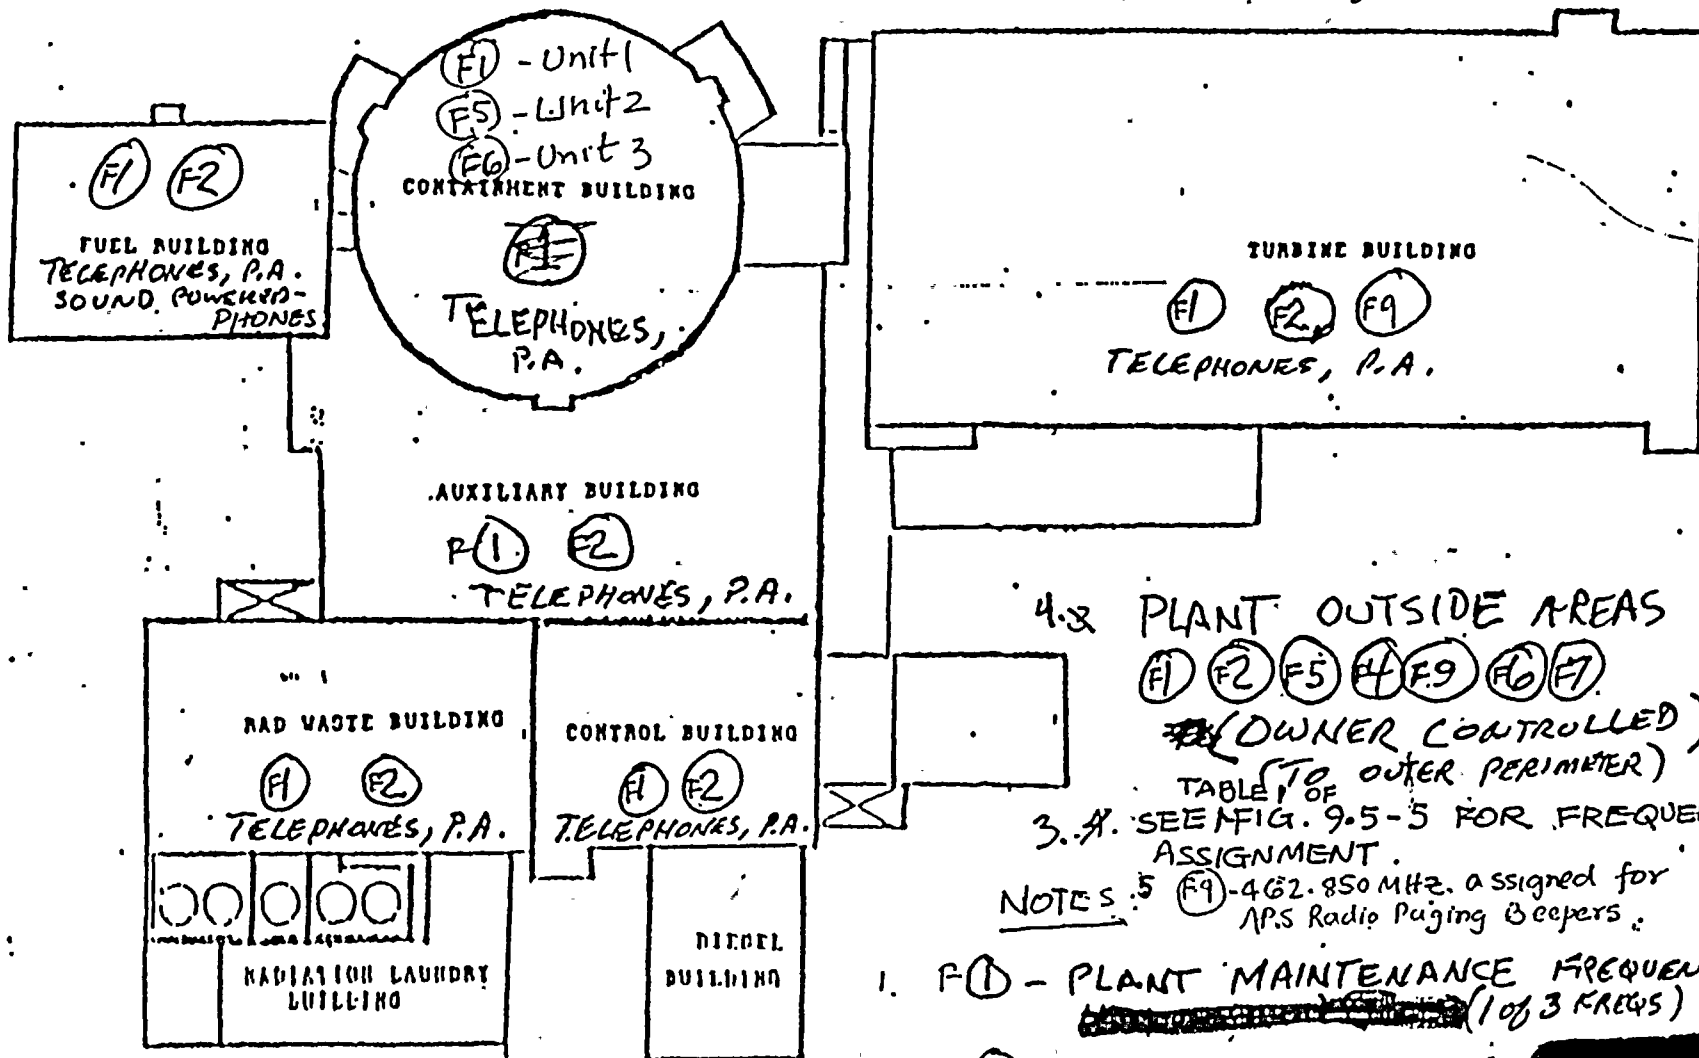 F1 - Unit 1
F5 - Unit 2
F6 - Unit 3
CONTAINMENT BUILDING
TELEPHONES,
P.A.
F1 F2
FUEL BUILDING
TELEPHONES, P.A.
SOUND POWERED-
PHONES
TURBINE BUILDING
F1 F2 F9
TELEPHONES, P.A.
AUXILIARY BUILDING
F1 F2
TELEPHONES, P.A.
RAD WASTE BUILDING
F1 F2
TELEPHONES, P.A.
CONTROL BUILDING
F1 F2
TELEPHONES, P.A.
RADIATION LAUNDRY
BUILDING
DIESEL
BUILDING
4. PLANT OUTSIDE AREAS
F1 F2 F5 F4 F9 F6 F7
(OWNER CONTROLLED)
(TO OUTER PERIMETER)
TABLE OF
3. SEE FIG. 9.5-5 FOR FREQUE
ASSIGNMENT.
NOTES: 5 F9 - 462.850 MHz. assigned for
APS Radio Paging Beepers.
1. F1 - PLANT MAINTENANCE FREQUEN
(1 of 3 FREQS)